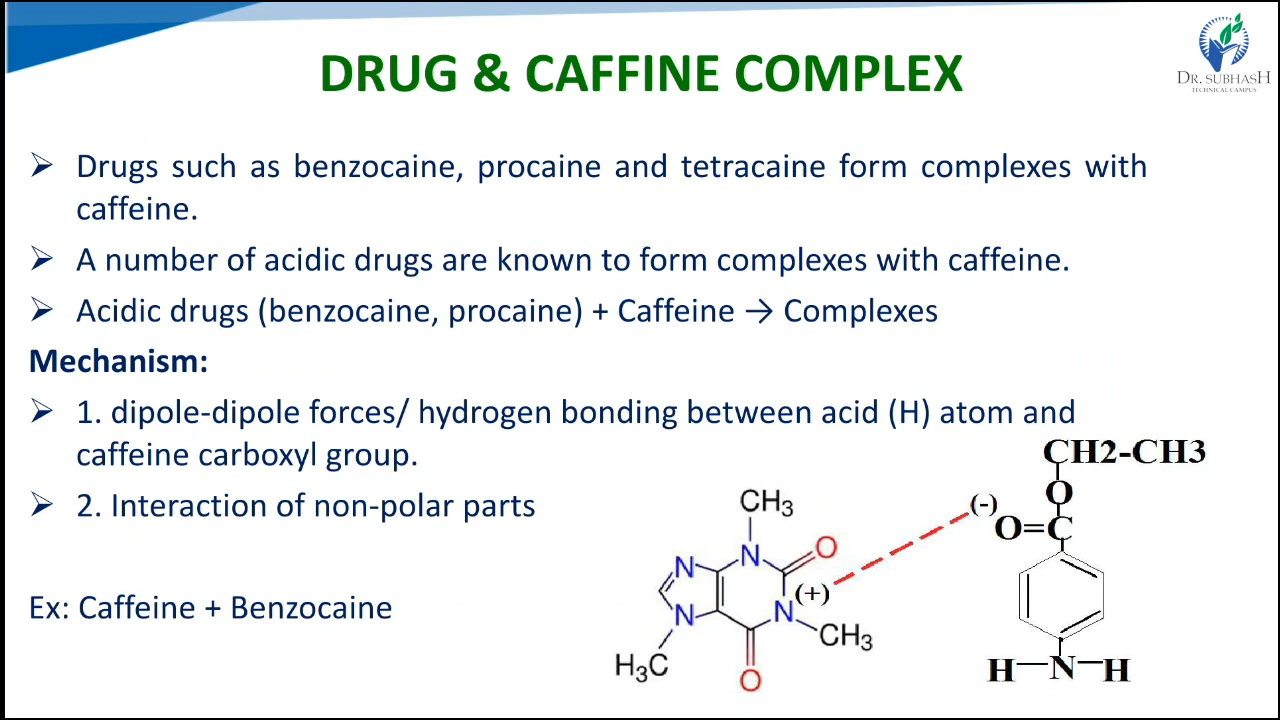 DRUG & CAFFINE COMPLEX
DR. SUBHASH
TECHNICAL CAMPUS
➢ Drugs such as benzocaine, procaine and tetracaine form complexes with
caffeine.
➢ A number of acidic drugs are known to form complexes with caffeine.
➢ Acidic drugs (benzocaine, procaine) + Caffeine → Complexes
Mechanism:
➢ 1. dipole-dipole forces/ hydrogen bonding between acid (H) atom and
caffeine carboxyl group.
➢ 2. Interaction of non-polar parts
Ex: Caffeine + Benzocaine
CH₃
N
O
N
(+)
N
N
CH₃
H₃C
O
CH2-CH3
O
(-)
O=C
H—N—H